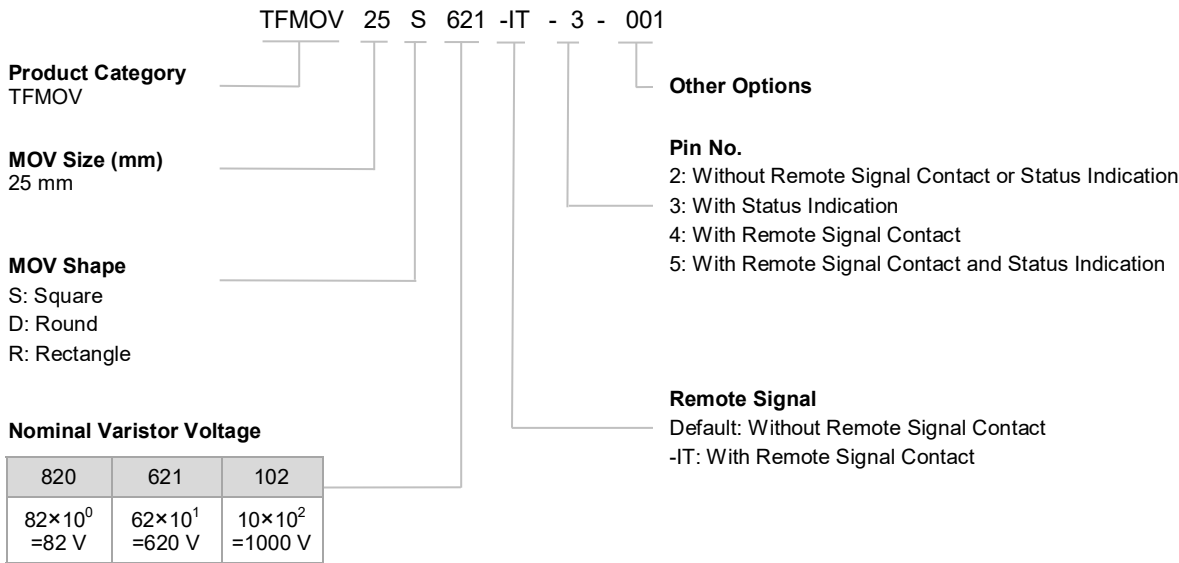 TFMOV 25 S 621 -IT - 3 - 001
Product Category
TFMOV
MOV Size (mm)
25 mm
MOV Shape
S: Square
D: Round
R: Rectangle
Nominal Varistor Voltage
820 621 102
82×10⁰ 62×10¹ 10×10²
=82 V =620 V =1000 V
Other Options
Pin No.
2: Without Remote Signal Contact or Status Indication
3: With Status Indication
4: With Remote Signal Contact
5: With Remote Signal Contact and Status Indication
Remote Signal
Default: Without Remote Signal Contact
-IT: With Remote Signal Contact